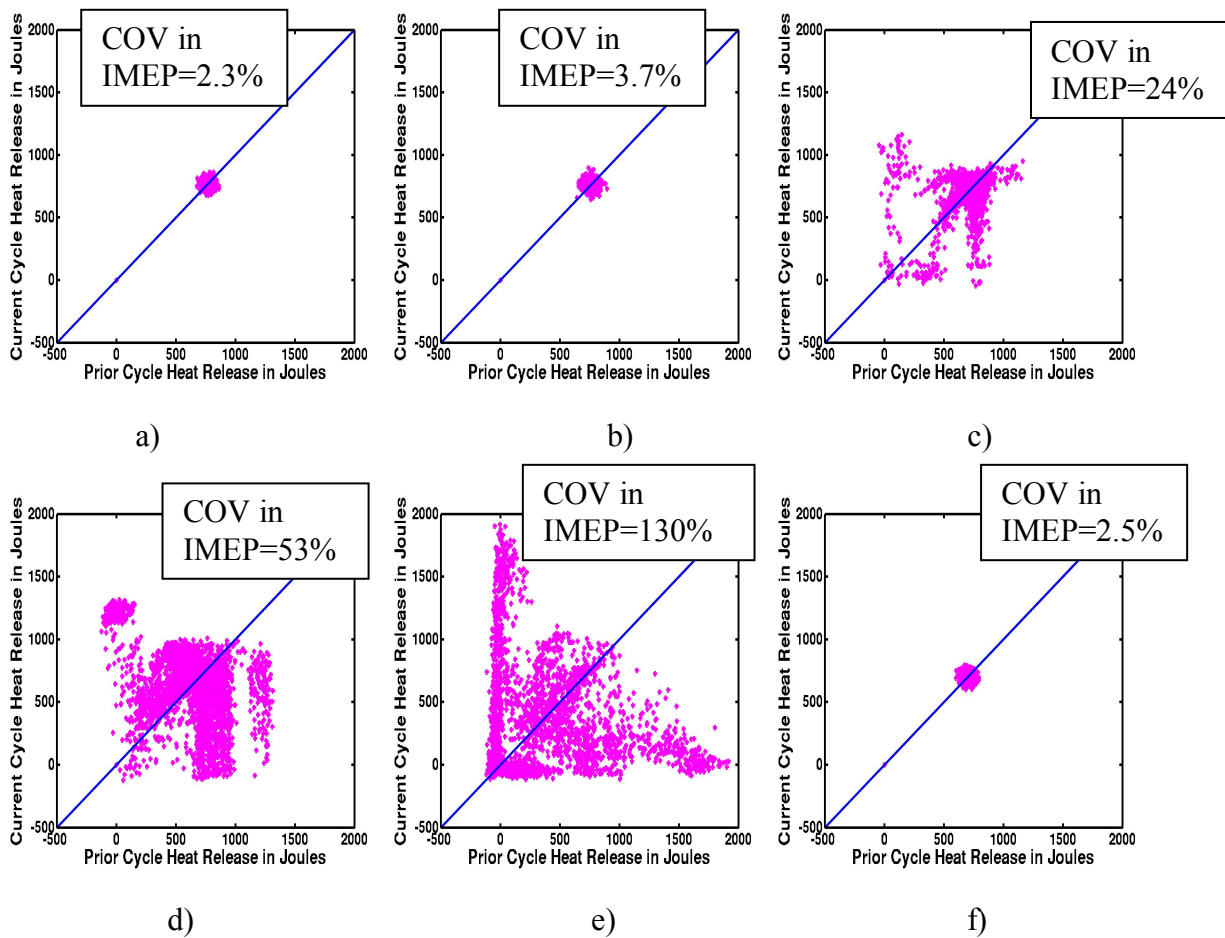 COV in
IMEP=2.3%
Current Cycle Heat Release in Joules
2000
1500
1000
500
0
-500
-500 0 500 1000 1500 2000
Prior Cycle Heat Release in Joules
a)
COV in
IMEP=3.7%
Current Cycle Heat Release in Joules
2000
1500
1000
500
0
-500
-500 0 500 1000 1500 2000
Prior Cycle Heat Release in Joules
b)
COV in
IMEP=24%
Current Cycle Heat Release in Joules
2000
1500
1000
500
0
-500
-500 0 500 1000 1500 2000
Prior Cycle Heat Release in Joules
c)
COV in
IMEP=53%
Current Cycle Heat Release in Joules
2000
1500
1000
500
0
-500
-500 0 500 1000 1500 2000
Prior Cycle Heat Release in Joules
d)
COV in
IMEP=130%
Current Cycle Heat Release in Joules
2000
1500
1000
500
0
-500
-500 0 500 1000 1500 2000
Prior Cycle Heat Release in Joules
e)
COV in
IMEP=2.5%
Current Cycle Heat Release in Joules
2000
1500
1000
500
0
-500
-500 0 500 1000 1500 2000
Prior Cycle Heat Release in Joules
f)